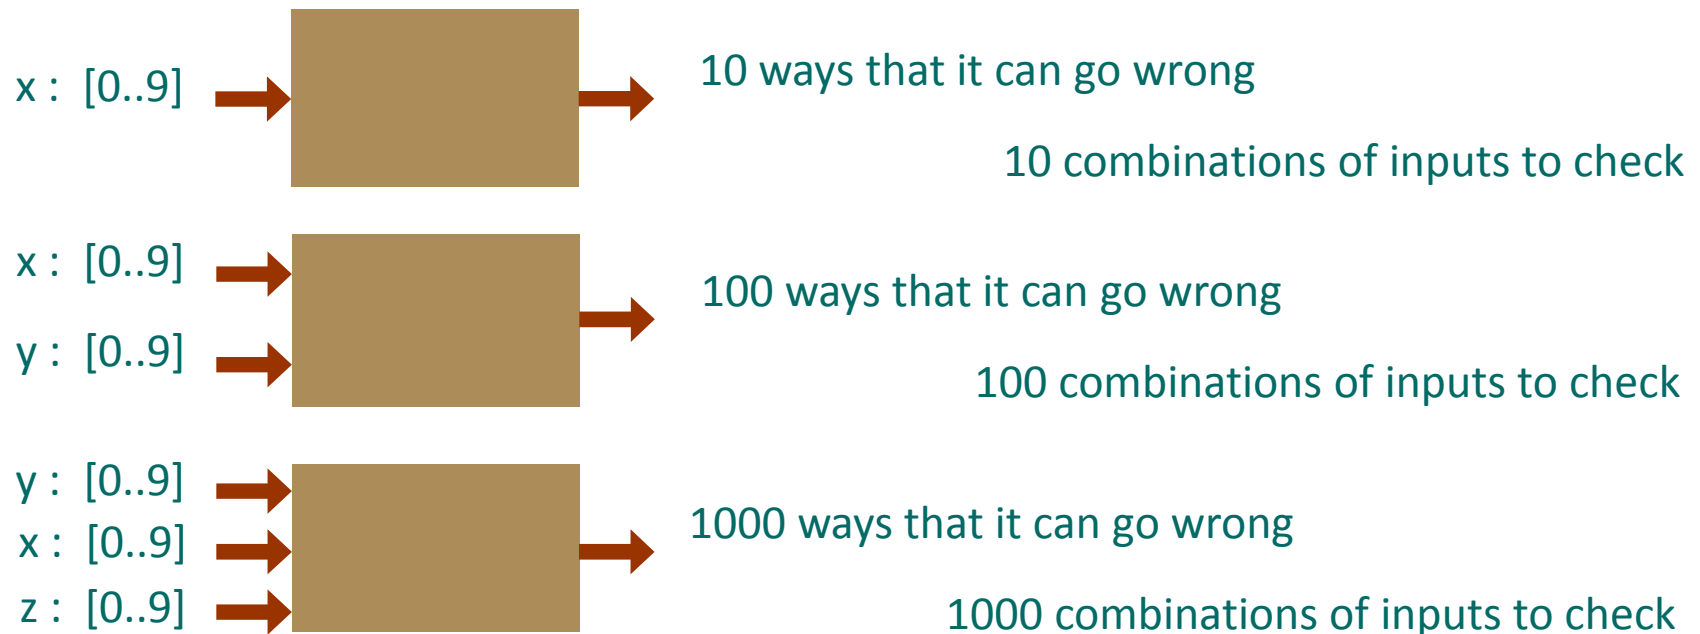 x :  [0..9]
10 ways that it can go wrong
10 combinations of inputs to check
x :  [0..9]
y :  [0..9]
100 ways that it can go wrong
100 combinations of inputs to check
y :  [0..9]
x :  [0..9]
z :  [0..9]
1000 ways that it can go wrong
1000 combinations of inputs to check